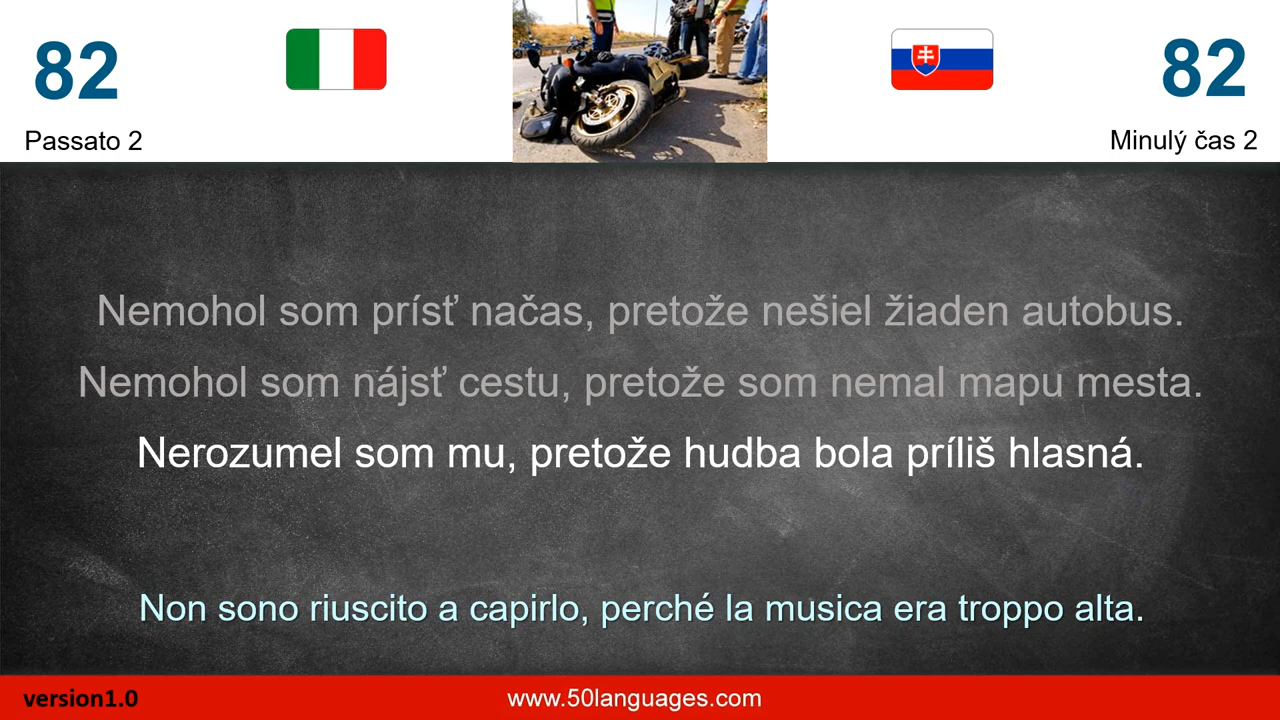 82
82
Passato 2
Minulý čas 2
Nemohol som prísť načas, pretože nešiel žiaden autobus.
Nemohol som nájsť cestu, pretože som nemal mapu mesta.
Nerozumel som mu, pretože hudba bola príliš hlasná.
Non sono riuscito a capirlo, perché la musica era troppo alta.
version1.0
www.50languages.com